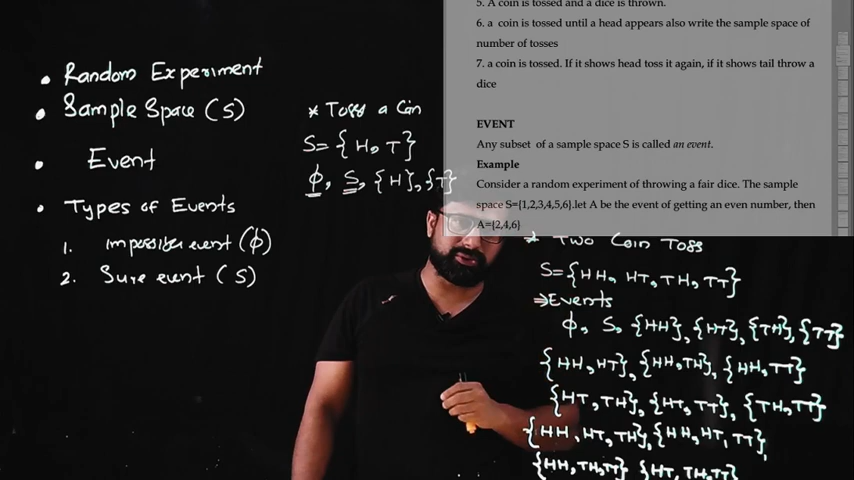 • Random Experiment
• Sample Space (S)
• Event
• Types of Events
1. impossible event (ϕ)
2. Sure event (S)
* Toss a Coin
S= { H, T }
ϕ, S, {H}, {T}
5. A coin is tossed and a dice is thrown.
6. a coin is tossed until a head appears also write the sample space of
number of tosses
7. a coin is tossed. If it shows head toss it again, if it shows tail throw a
dice
EVENT
Any subset of a sample space S is called an event.
Example
Consider a random experiment of throwing a fair dice. The sample
space S={1,2,3,4,5,6}.let A be the event of getting an even number, then
A={2,4,6}
* Two Coin Toss
S= {HH, HT, TH, TT}
⇒Events
ϕ, S, {HH}, {HT}, {TH}, {TT}
{HH, HT}, {HH, TH}, {HH, TT}
{HT, TH}, {HT, TT}, {TH, TT}
{HH, HT, TH}, {HH, HT, TT},
{HH, TH, TT} {HT, TH, TT}